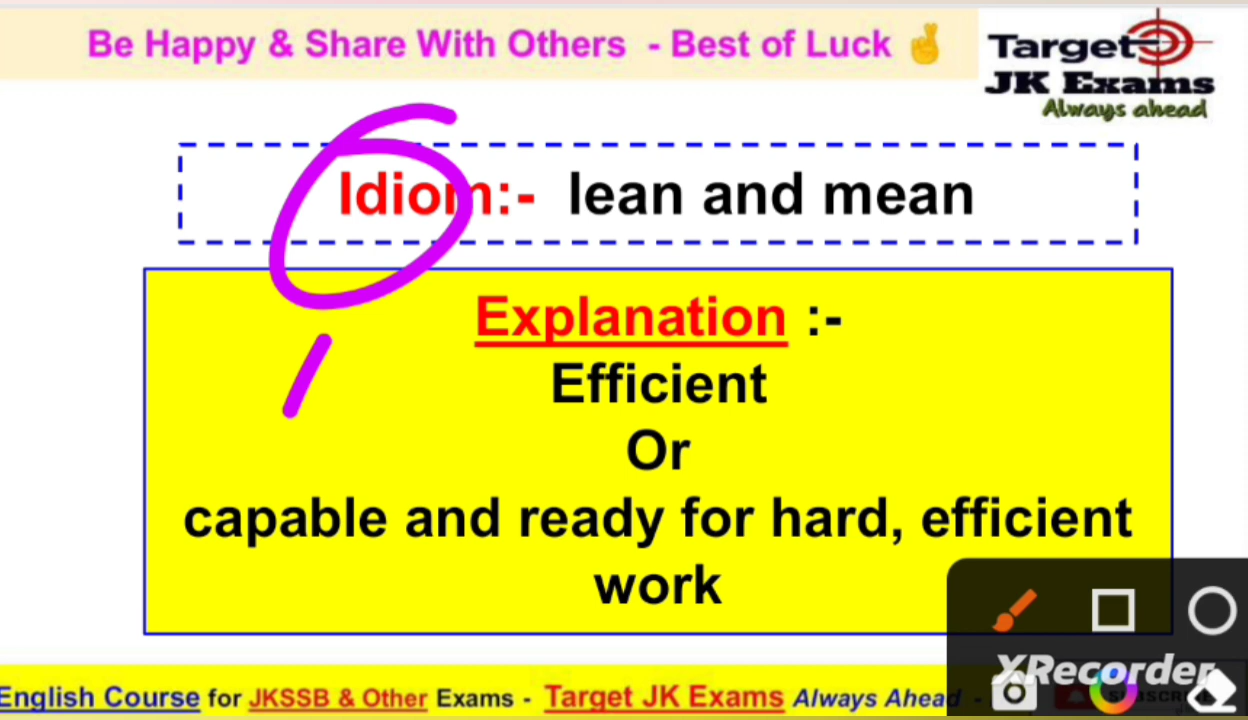 Be Happy & Share With Others - Best of Luck ✌
Target
JK Exams
Always ahead
Idiom:- lean and mean
Explanation :-
Efficient
Or
capable and ready for hard, efficient
work
XRecorder
English Course for JKSSB & Other Exams - Target JK Exams Always Ahead -